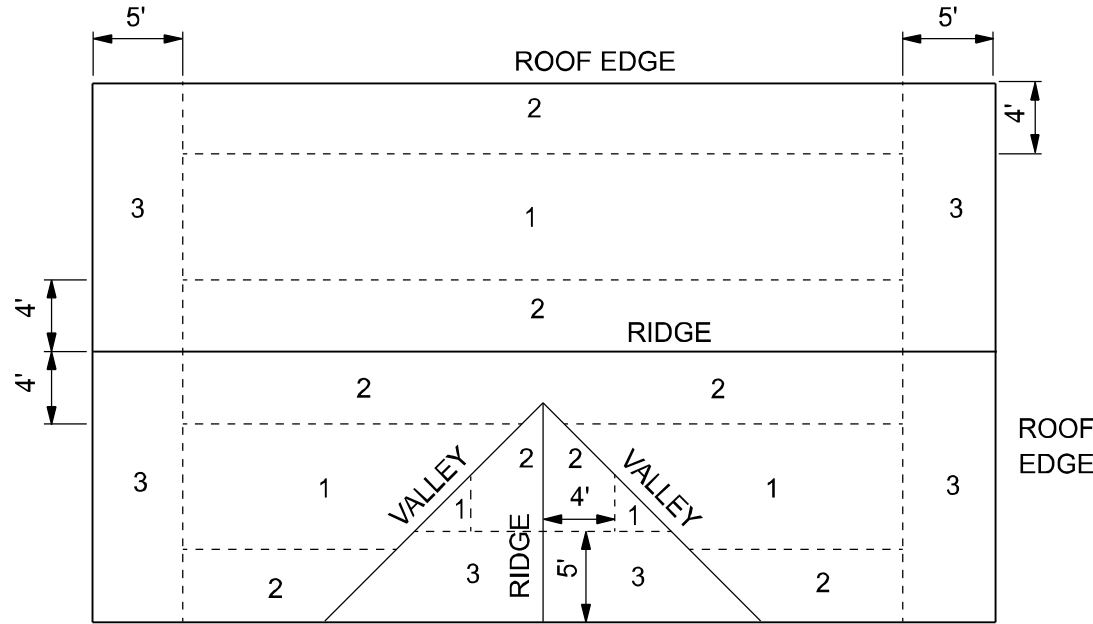 5' 5'
ROOF EDGE
2
4'
3 1 3
4' 2
RIDGE
4' 2 2
ROOF
EDGE
3 1 VALLEY 2 2 VALLEY 1 3
4'
1 1
RIDGE
2 3 5' 3 2